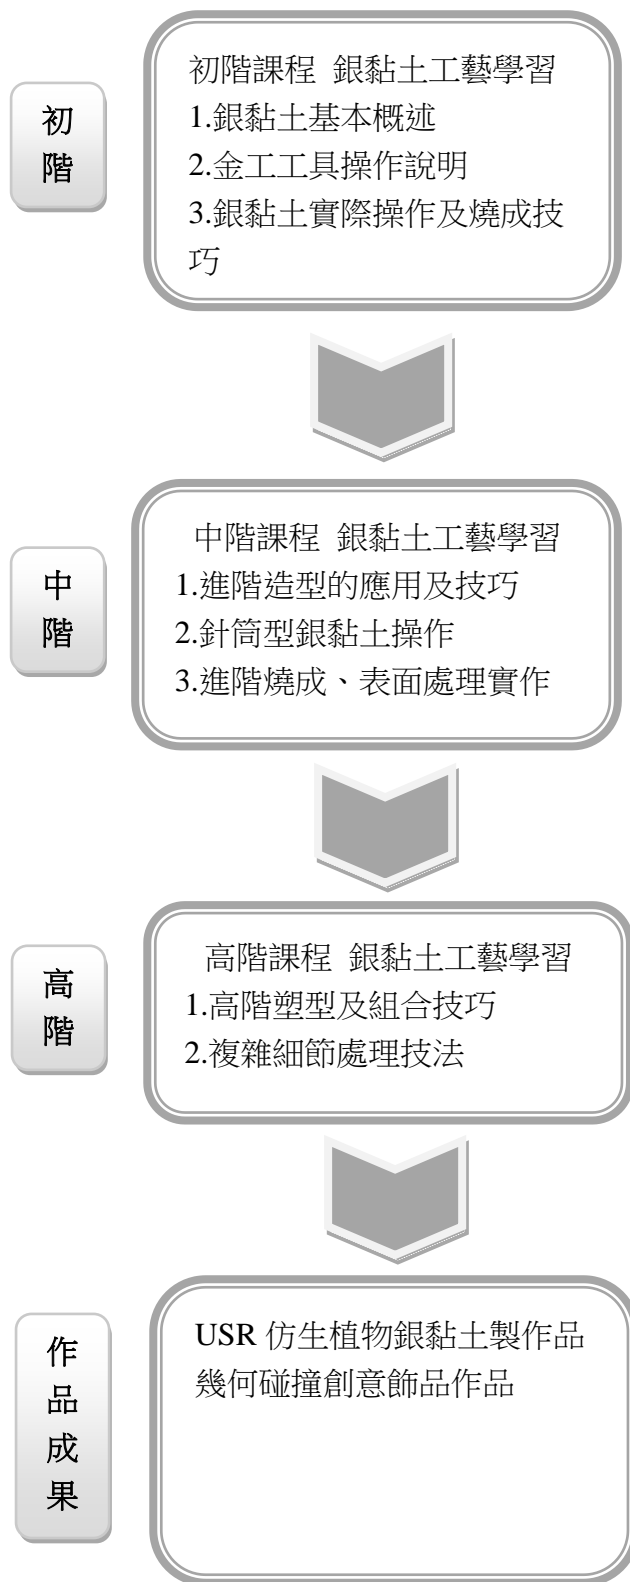 初階
初階課程 銀黏土工藝學習
1.銀黏土基本概述
2.金工工具操作說明
3.銀黏土實際操作及燒成技
巧
中階
中階課程 銀黏土工藝學習
1.進階造型的應用及技巧
2.針筒型銀黏土操作
3.進階燒成、表面處理實作
高階
高階課程 銀黏土工藝學習
1.高階塑型及組合技巧
2.複雜細節處理技法
作品成果
USR 仿生植物銀黏土製作品
幾何碰撞創意飾品作品